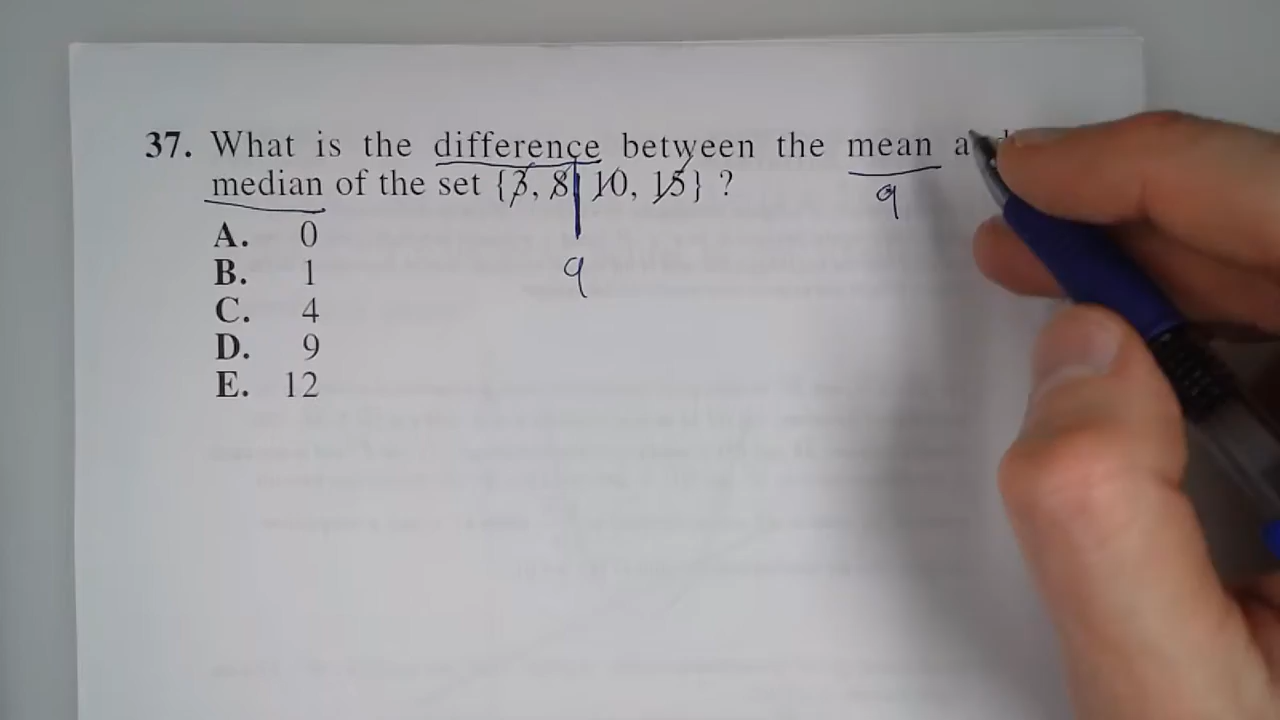 37. What is the difference between the mean and
median of the set {3, 8, 10, 15} ?
9
A. 0
B. 1
9
C. 4
D. 9
E. 12